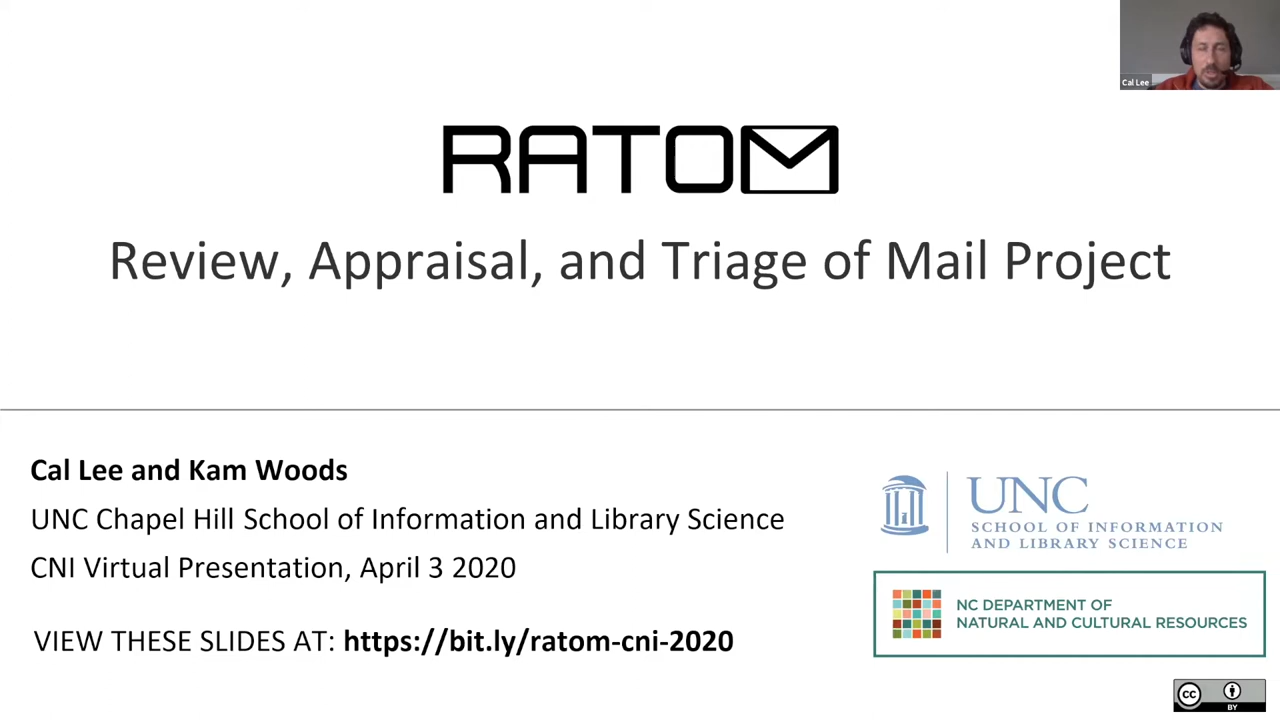 Cal Lee
RATOM
Review, Appraisal, and Triage of Mail Project
Cal Lee and Kam Woods
UNC Chapel Hill School of Information and Library Science
CNI Virtual Presentation, April 3 2020
VIEW THESE SLIDES AT: https://bit.ly/ratom-cni-2020
UNC
SCHOOL OF INFORMATION
AND LIBRARY SCIENCE
NC DEPARTMENT OF
NATURAL AND CULTURAL RESOURCES
cc
BY